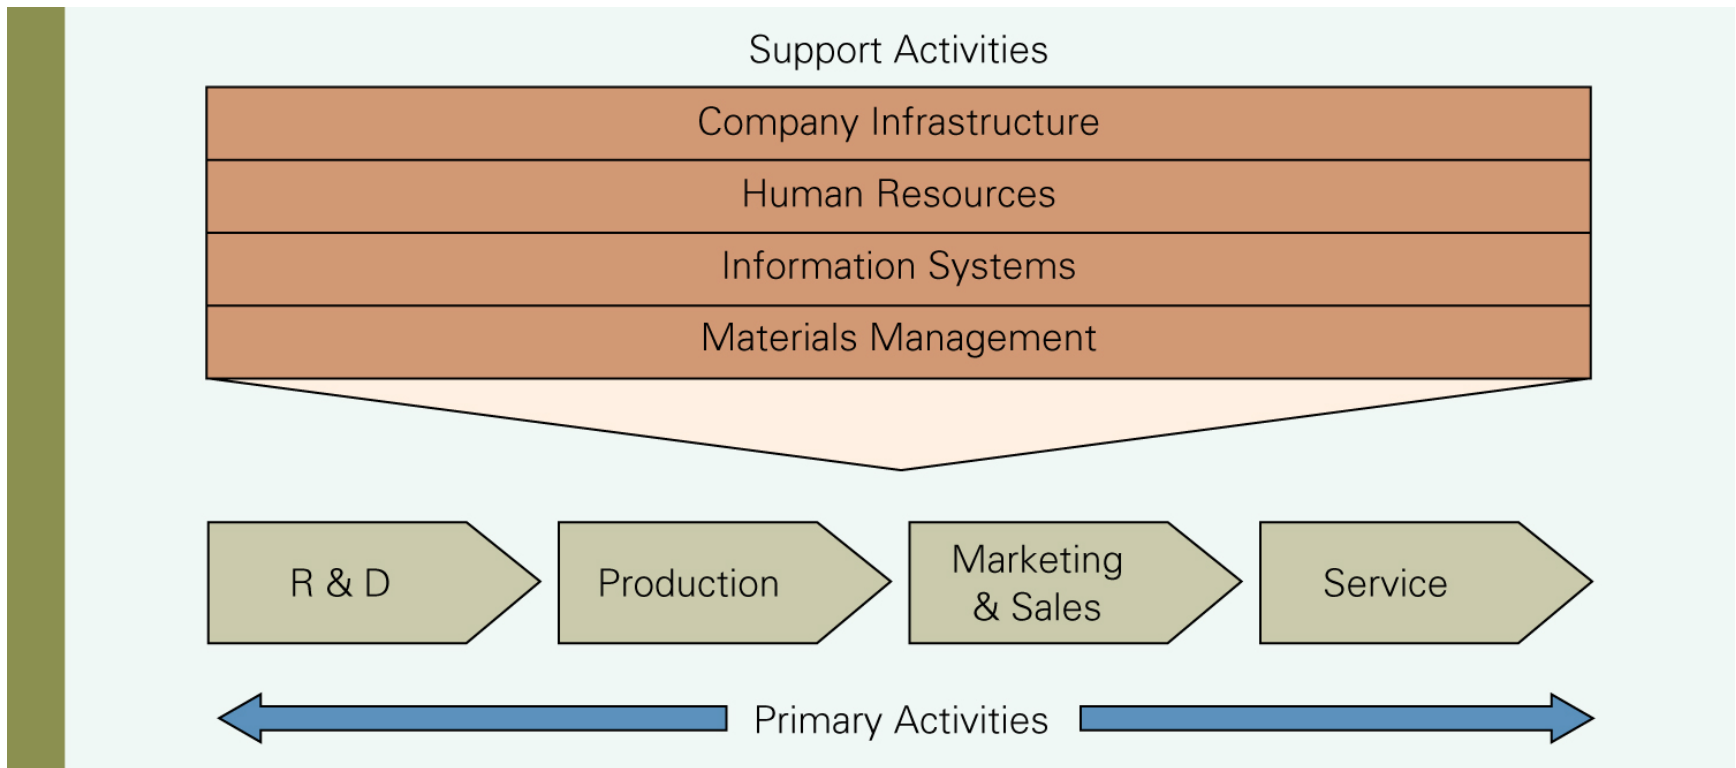 Support Activities
Company Infrastructure
Human Resources
Information Systems
Materials Management
R & D
Production
Marketing
& Sales
Service
Primary Activities